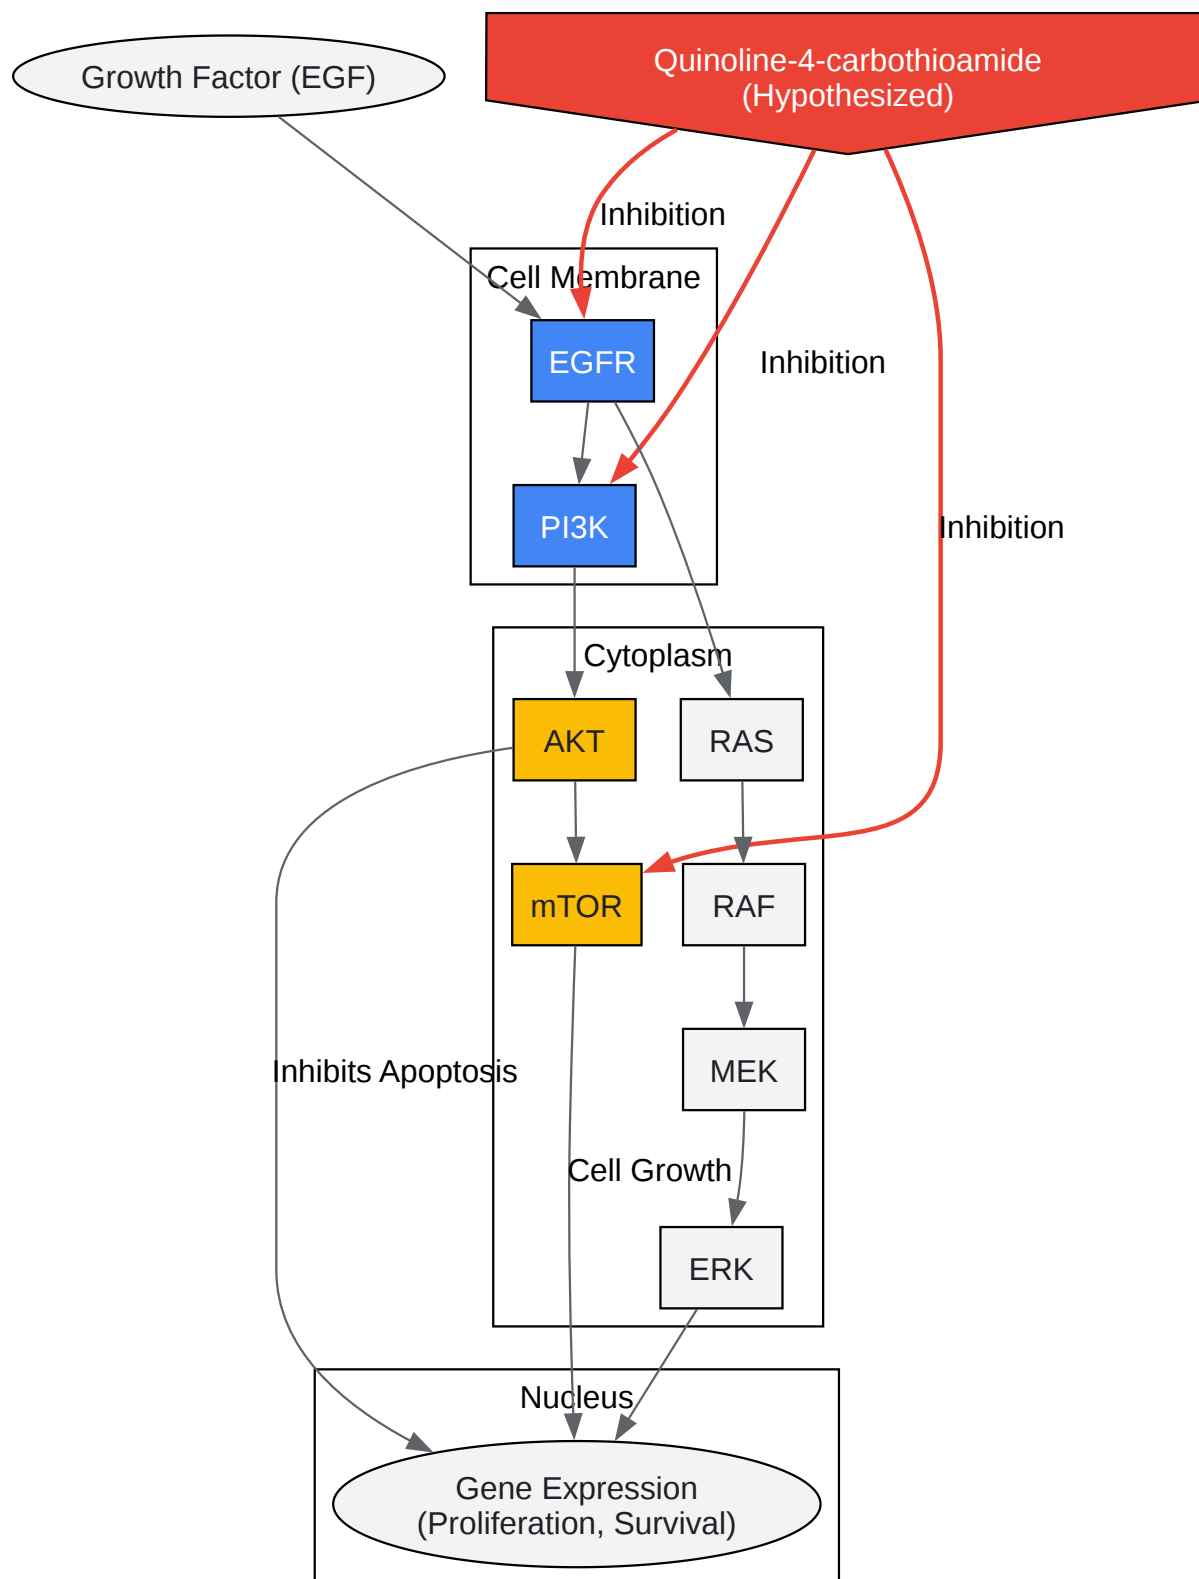 Growth Factor (EGF)
Quinoline-4-carbothioamide
(Hypothesized)
Inhibition
Cell Membrane
EGFR
Inhibition
PI3K
Inhibition
Cytoplasm
AKT
RAS
mTOR
RAF
Inhibits Apoptosis
MEK
Cell Growth
ERK
Nucleus
Gene Expression
(Proliferation, Survival)